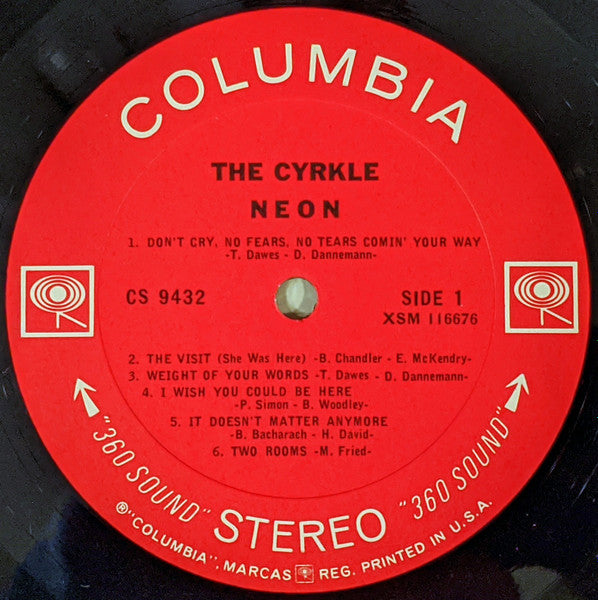 COLUMBIA
THE CYRKLE
NEON
1. DON'T CRY, NO FEARS, NO TEARS COMIN' YOUR WAY
-T. Dawes - D. Dannemann-
CS 9432
SIDE 1
XSM 116676
2. THE VISIT (She Was Here) -B. Chandler - E. McKendry-
3. WEIGHT OF YOUR WORDS -T. Dawes - D. Dannemann-
4. I WISH YOU COULD BE HERE
-P. Simon - B. Woodley-
5. IT DOESN'T MATTER ANYMORE
-B. Bacharach - H. David-
6. TWO ROOMS -M. Fried-
"360 SOUND" STEREO "360 SOUND"
®"COLUMBIA", MARCAS REG. PRINTED IN U.S.A.